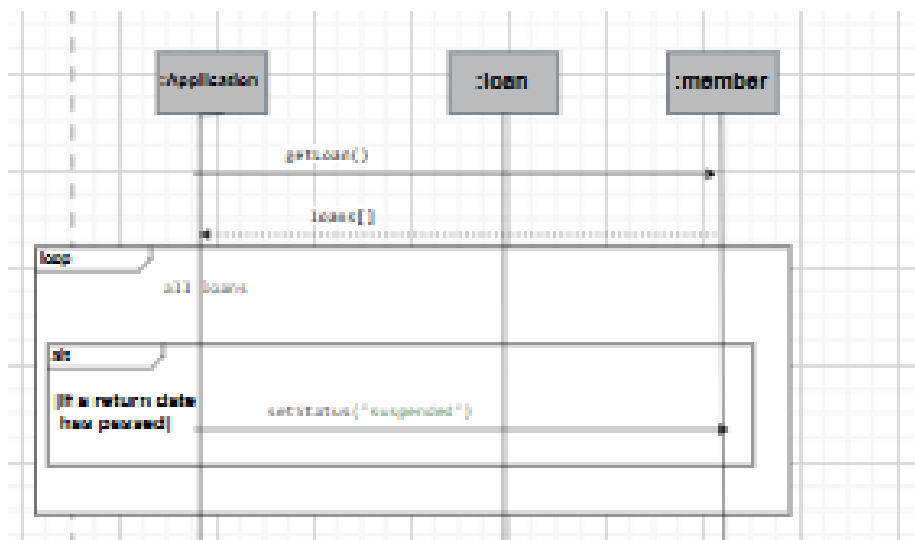 :Application
:loan
:member
getLoan()
loans[]
loop
all loans
alt
[If a return date
has passed]
setStatus("suspended")